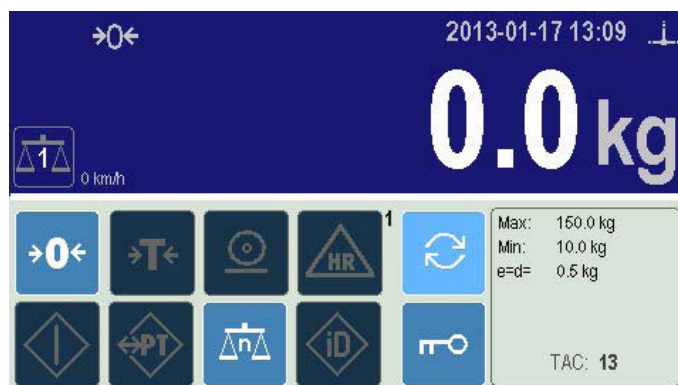 →0←
2013-01-17 13:09
0.0 kg
1
0 km/h
→0←
→T←
HR
1
Max: 150.0 kg
Min: 10.0 kg
e=d= 0.5 kg
PT
n
iD
TAC: 13